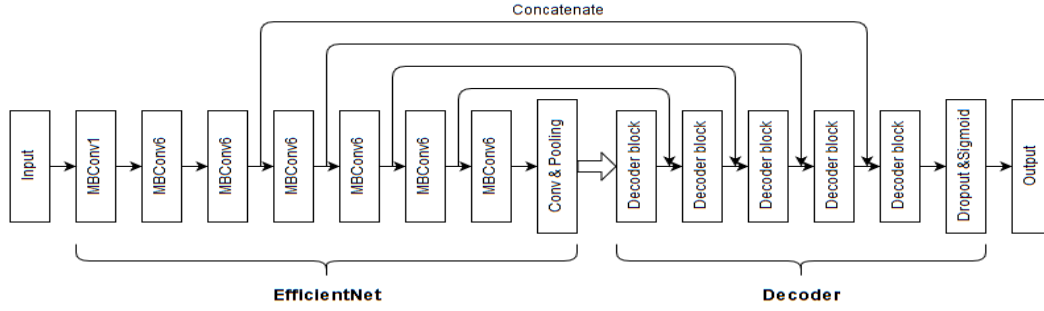 Concatenate
Input
MBConv1
MBConv6
MBConv6
MBConv6
MBConv6
MBConv6
MBConv6
Conv & Pooling
Decoder block
Decoder block
Decoder block
Decoder block
Decoder block
Dropout &Sigmoid
Output
EfficientNet
Decoder